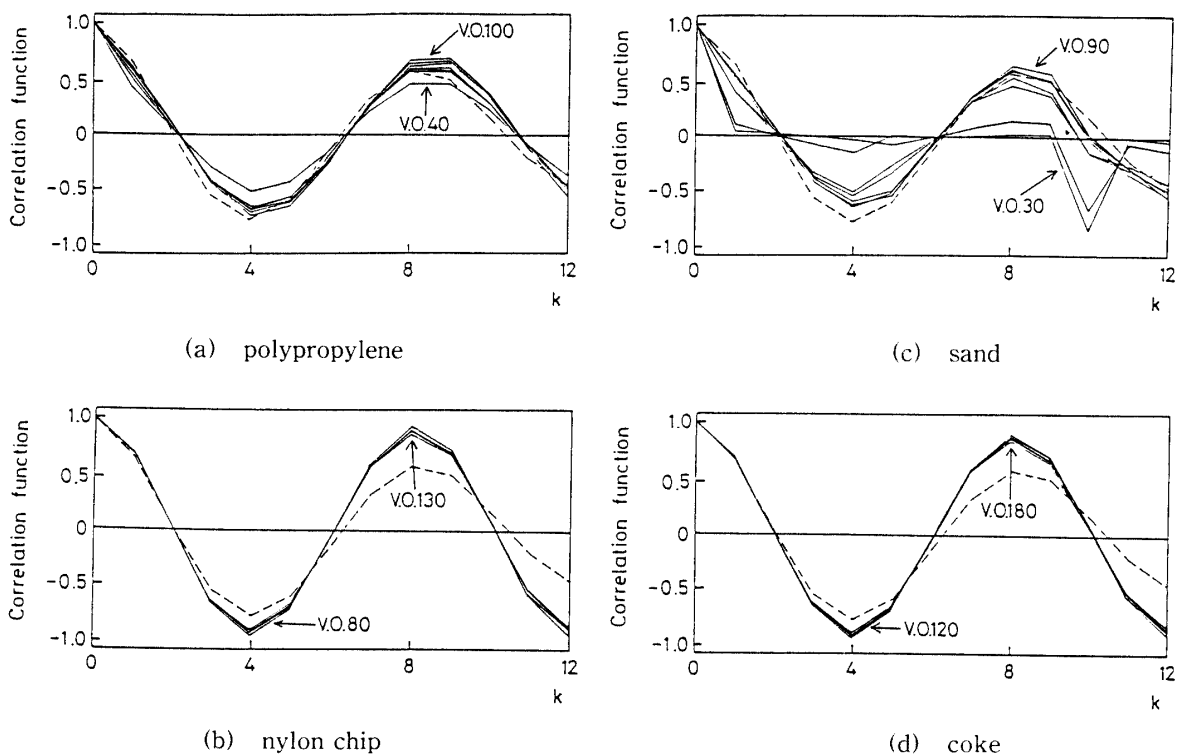 Correlation function
1.0
0.5
0
-0.5
-1.0
V.O.100
V.O.40
0
4
8
12
k
(a) polypropylene
Correlation function
1.0
0.5
0
-0.5
-1.0
V.O.90
V.O.30
0
4
8
12
k
(c) sand
Correlation function
1.0
0.5
0
-0.5
-1.0
V.O.130
V.O.80
0
4
8
12
k
(b) nylon chip
Correlation function
1.0
0.5
0
-0.5
-1.0
V.O.180
V.O.120
0
4
8
12
k
(d) coke